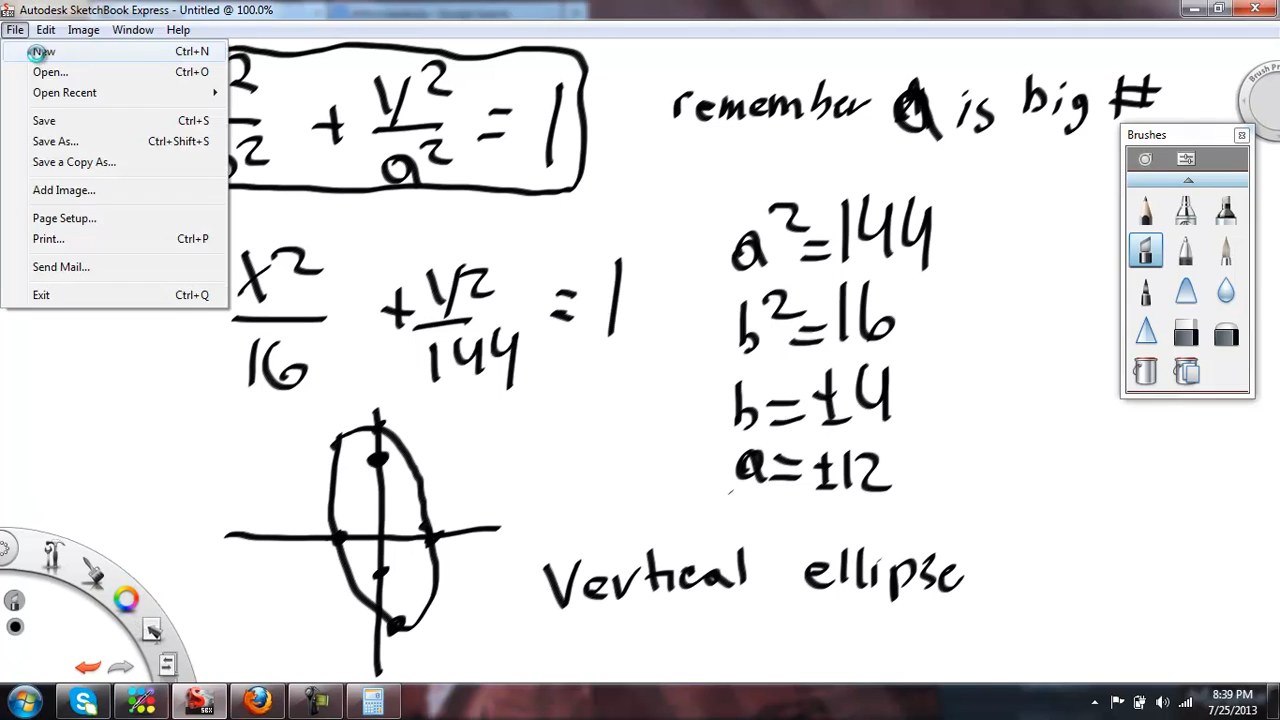 Autodesk SketchBook Express - Untitled @ 100.0%
File Edit Image Window Help
New Ctrl+N
Open... Ctrl+O
Open Recent
Save Ctrl+S
Save As... Ctrl+Shift+S
Save a Copy As...
Add Image...
Page Setup...
Print... Ctrl+P
Send Mail...
Exit Ctrl+Q
+ y²/a² = 1
remember a is big #
x²/16 + y²/144 = 1
a²=144
b²=16
b=±4
a=±12
Vertical ellipse
Brushes
8:39 PM
7/25/2013